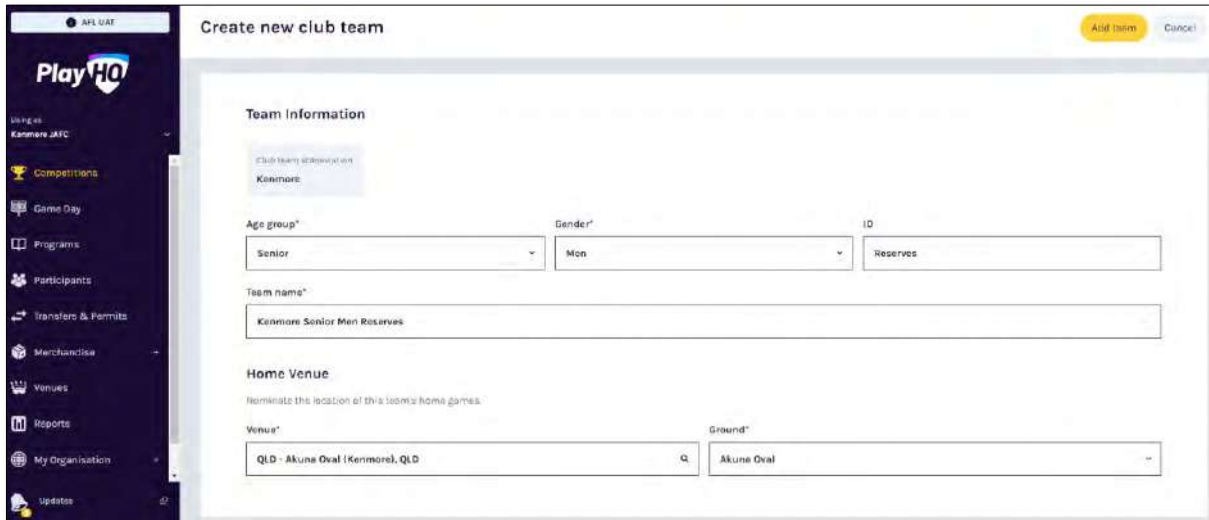 AFL UAT
PlayHQ
Using as
Kenmore JAFC
Competitions
Game Day
Programs
Participants
Transfers & Permits
Merchandise
Venues
Reports
My Organisation
Updates
Create new club team
Add team
Cancel
Team Information
Club team abbreviation
Kenmore
Age group*
Gender*
ID
Senior
Men
Reserves
Team name*
Kenmore Senior Men Reserves
Home Venue
Nominate the location of this team's home games.
Venue*
Ground*
QLD - Akuna Oval (Kenmore), QLD
Akuna Oval